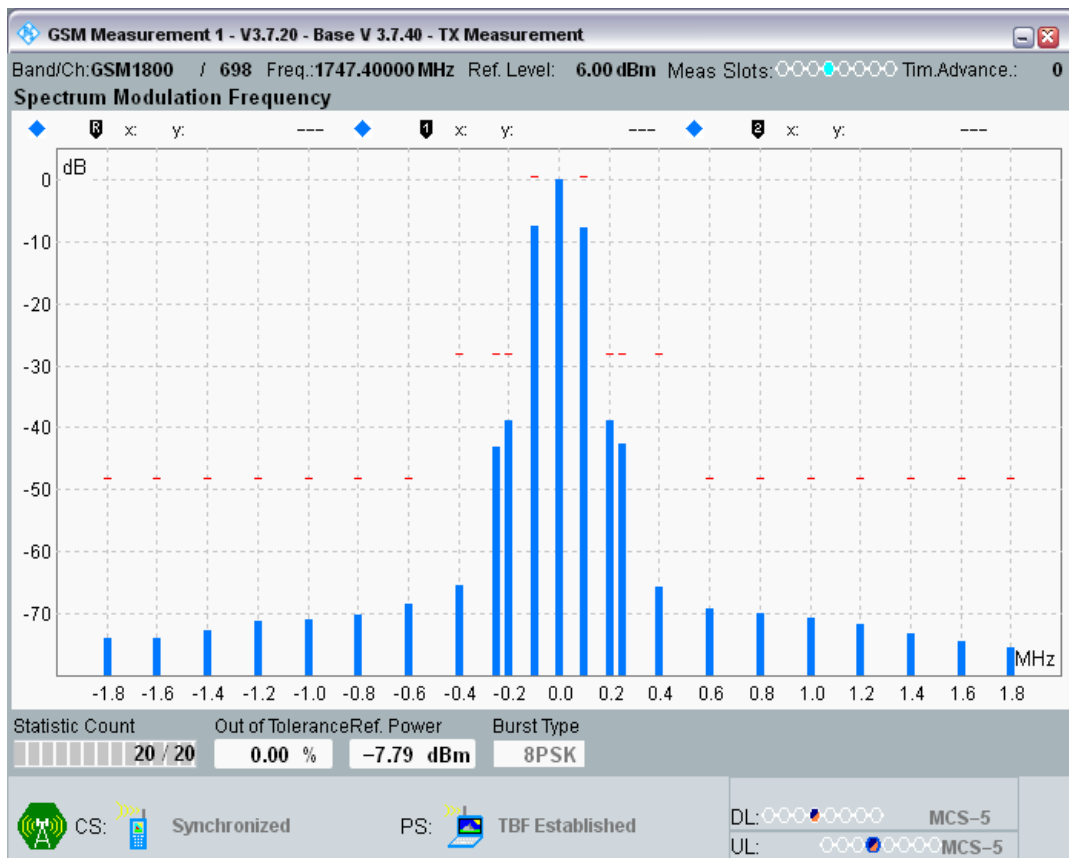 GSM Measurement 1 - V3.7.20 - Base V 3.7.40 - TX Measurement
Band/Ch:GSM1800 / 698 Freq.:1747.40000 MHz Ref. Level: 6.00 dBm Meas Slots: Tim.Advance.: 0
Spectrum Modulation Frequency
R x: y: --- 1 x: y: --- 2 x: y: ---
dB
0
-10
-20
-30
-40
-50
-60
-70
MHz
-1.8 -1.6 -1.4 -1.2 -1.0 -0.8 -0.6 -0.4 -0.2 0.0 0.2 0.4 0.6 0.8 1.0 1.2 1.4 1.6 1.8
Statistic Count Out of Tolerance Ref. Power Burst Type
20 / 20 0.00 % -7.79 dBm 8PSK
CS: Synchronized PS: TBF Established
DL: MCS-5
UL: MCS-5